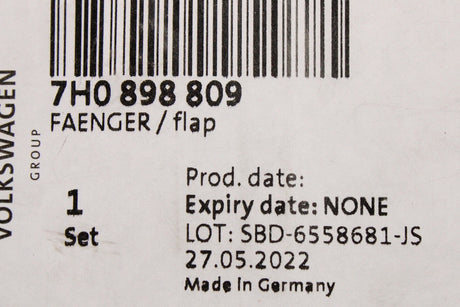 7H0 898 809
FAENGER / flap
VOLKSWAGEN
GROUP
1
Set
Prod. date:
Expiry date: NONE
LOT: SBD-6558681-JS
27.05.2022
Made in Germany